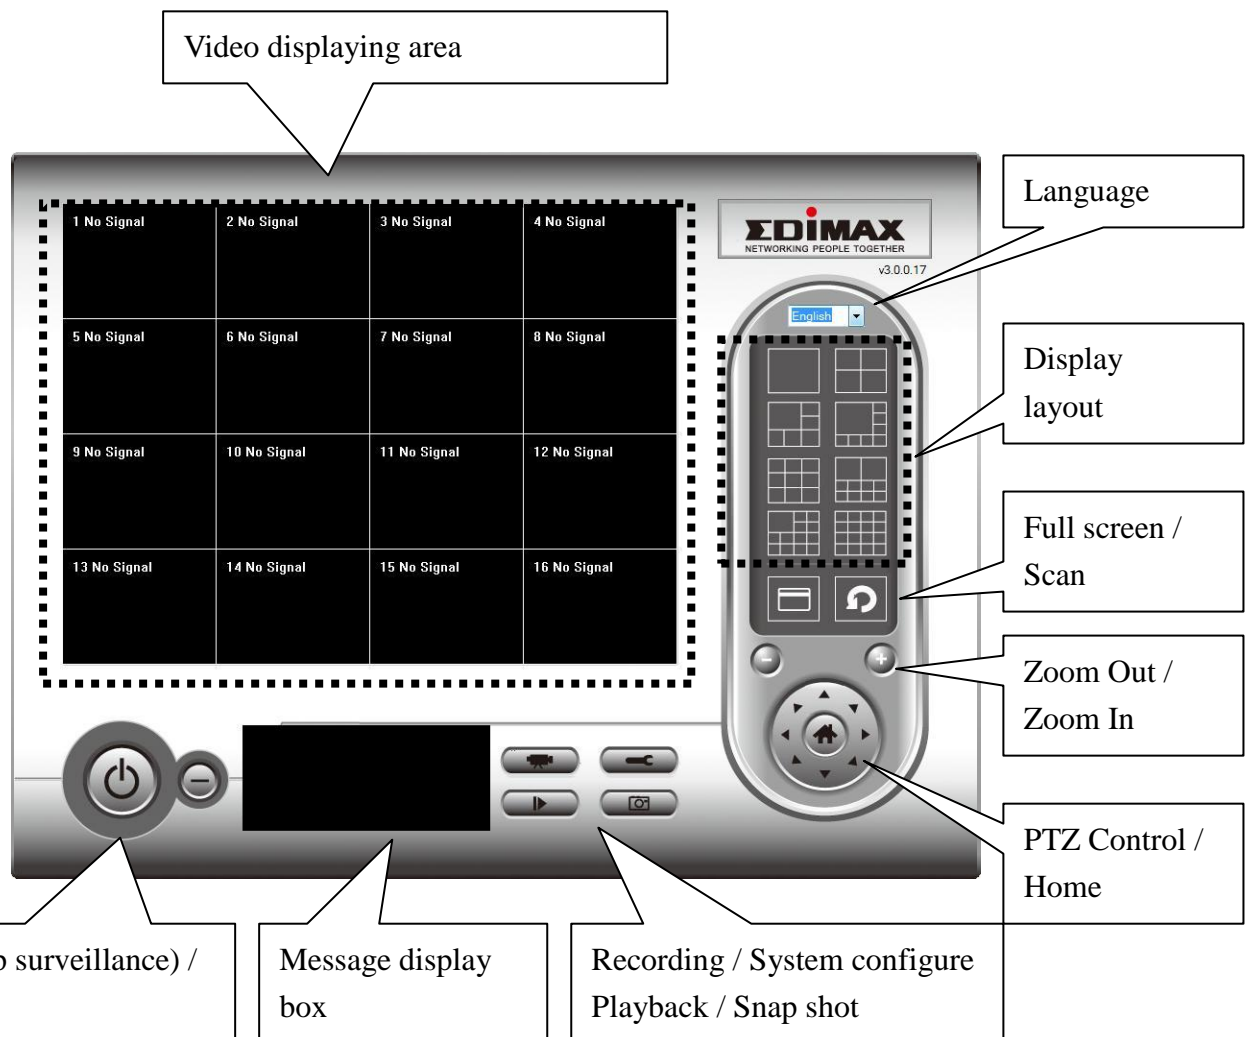 Video displaying area
Language
1 No Signal
2 No Signal
3 No Signal
4 No Signal
EDIMAX
NETWORKING PEOPLE TOGETHER
v3.0.0.17
English
5 No Signal
6 No Signal
7 No Signal
8 No Signal
Display
layout
9 No Signal
10 No Signal
11 No Signal
12 No Signal
Full screen /
Scan
13 No Signal
14 No Signal
15 No Signal
16 No Signal
Zoom Out /
Zoom In
PTZ Control /
Home
surveillance) /
Message display
box
Recording / System configure
Playback / Snap shot